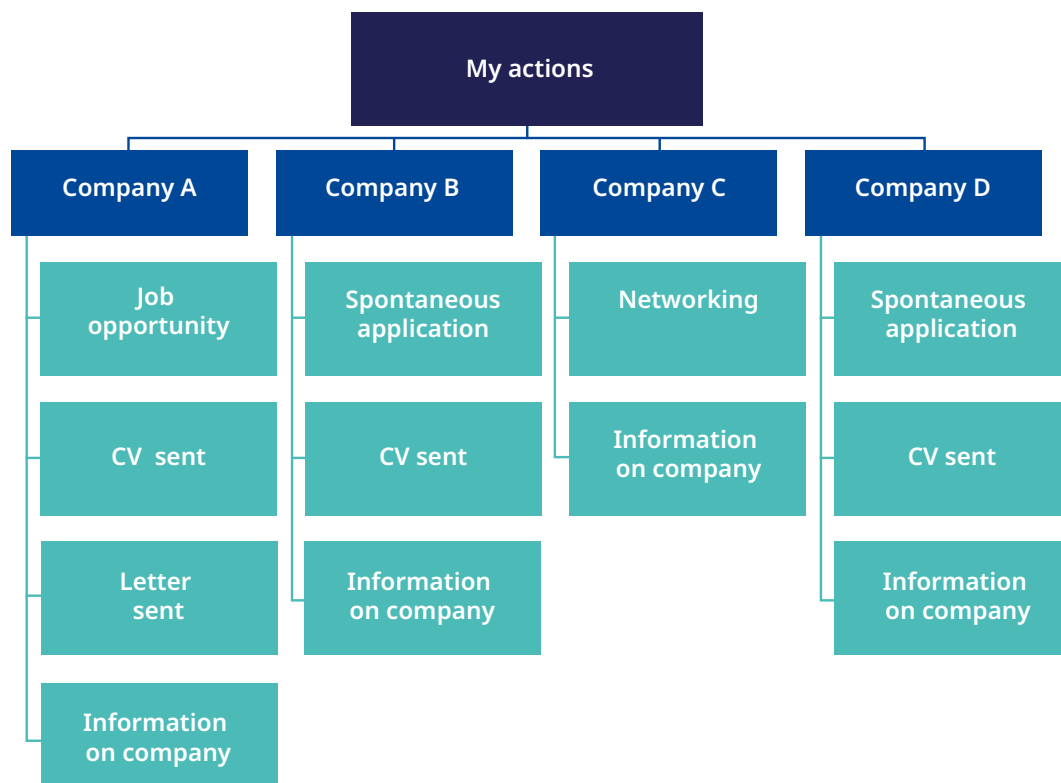 My actions
Company A
Company B
Company C
Company D
Job
opportunity
Spontaneous
application
Networking
Spontaneous
application
CV sent
CV sent
Information
on company
CV sent
Letter
sent
Information
on company
Information
on company
Information
on company